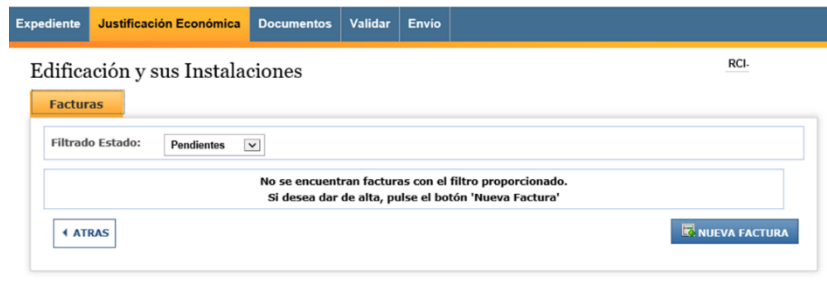 Expediente Justificación Económica Documentos Validar Envío
Edificación y sus Instalaciones RCI-
Facturas
Filtrado Estado: Pendientes
No se encuentran facturas con el filtro proporcionado.
Si desea dar de alta, pulse el botón 'Nueva Factura'
ATRAS NUEVA FACTURA